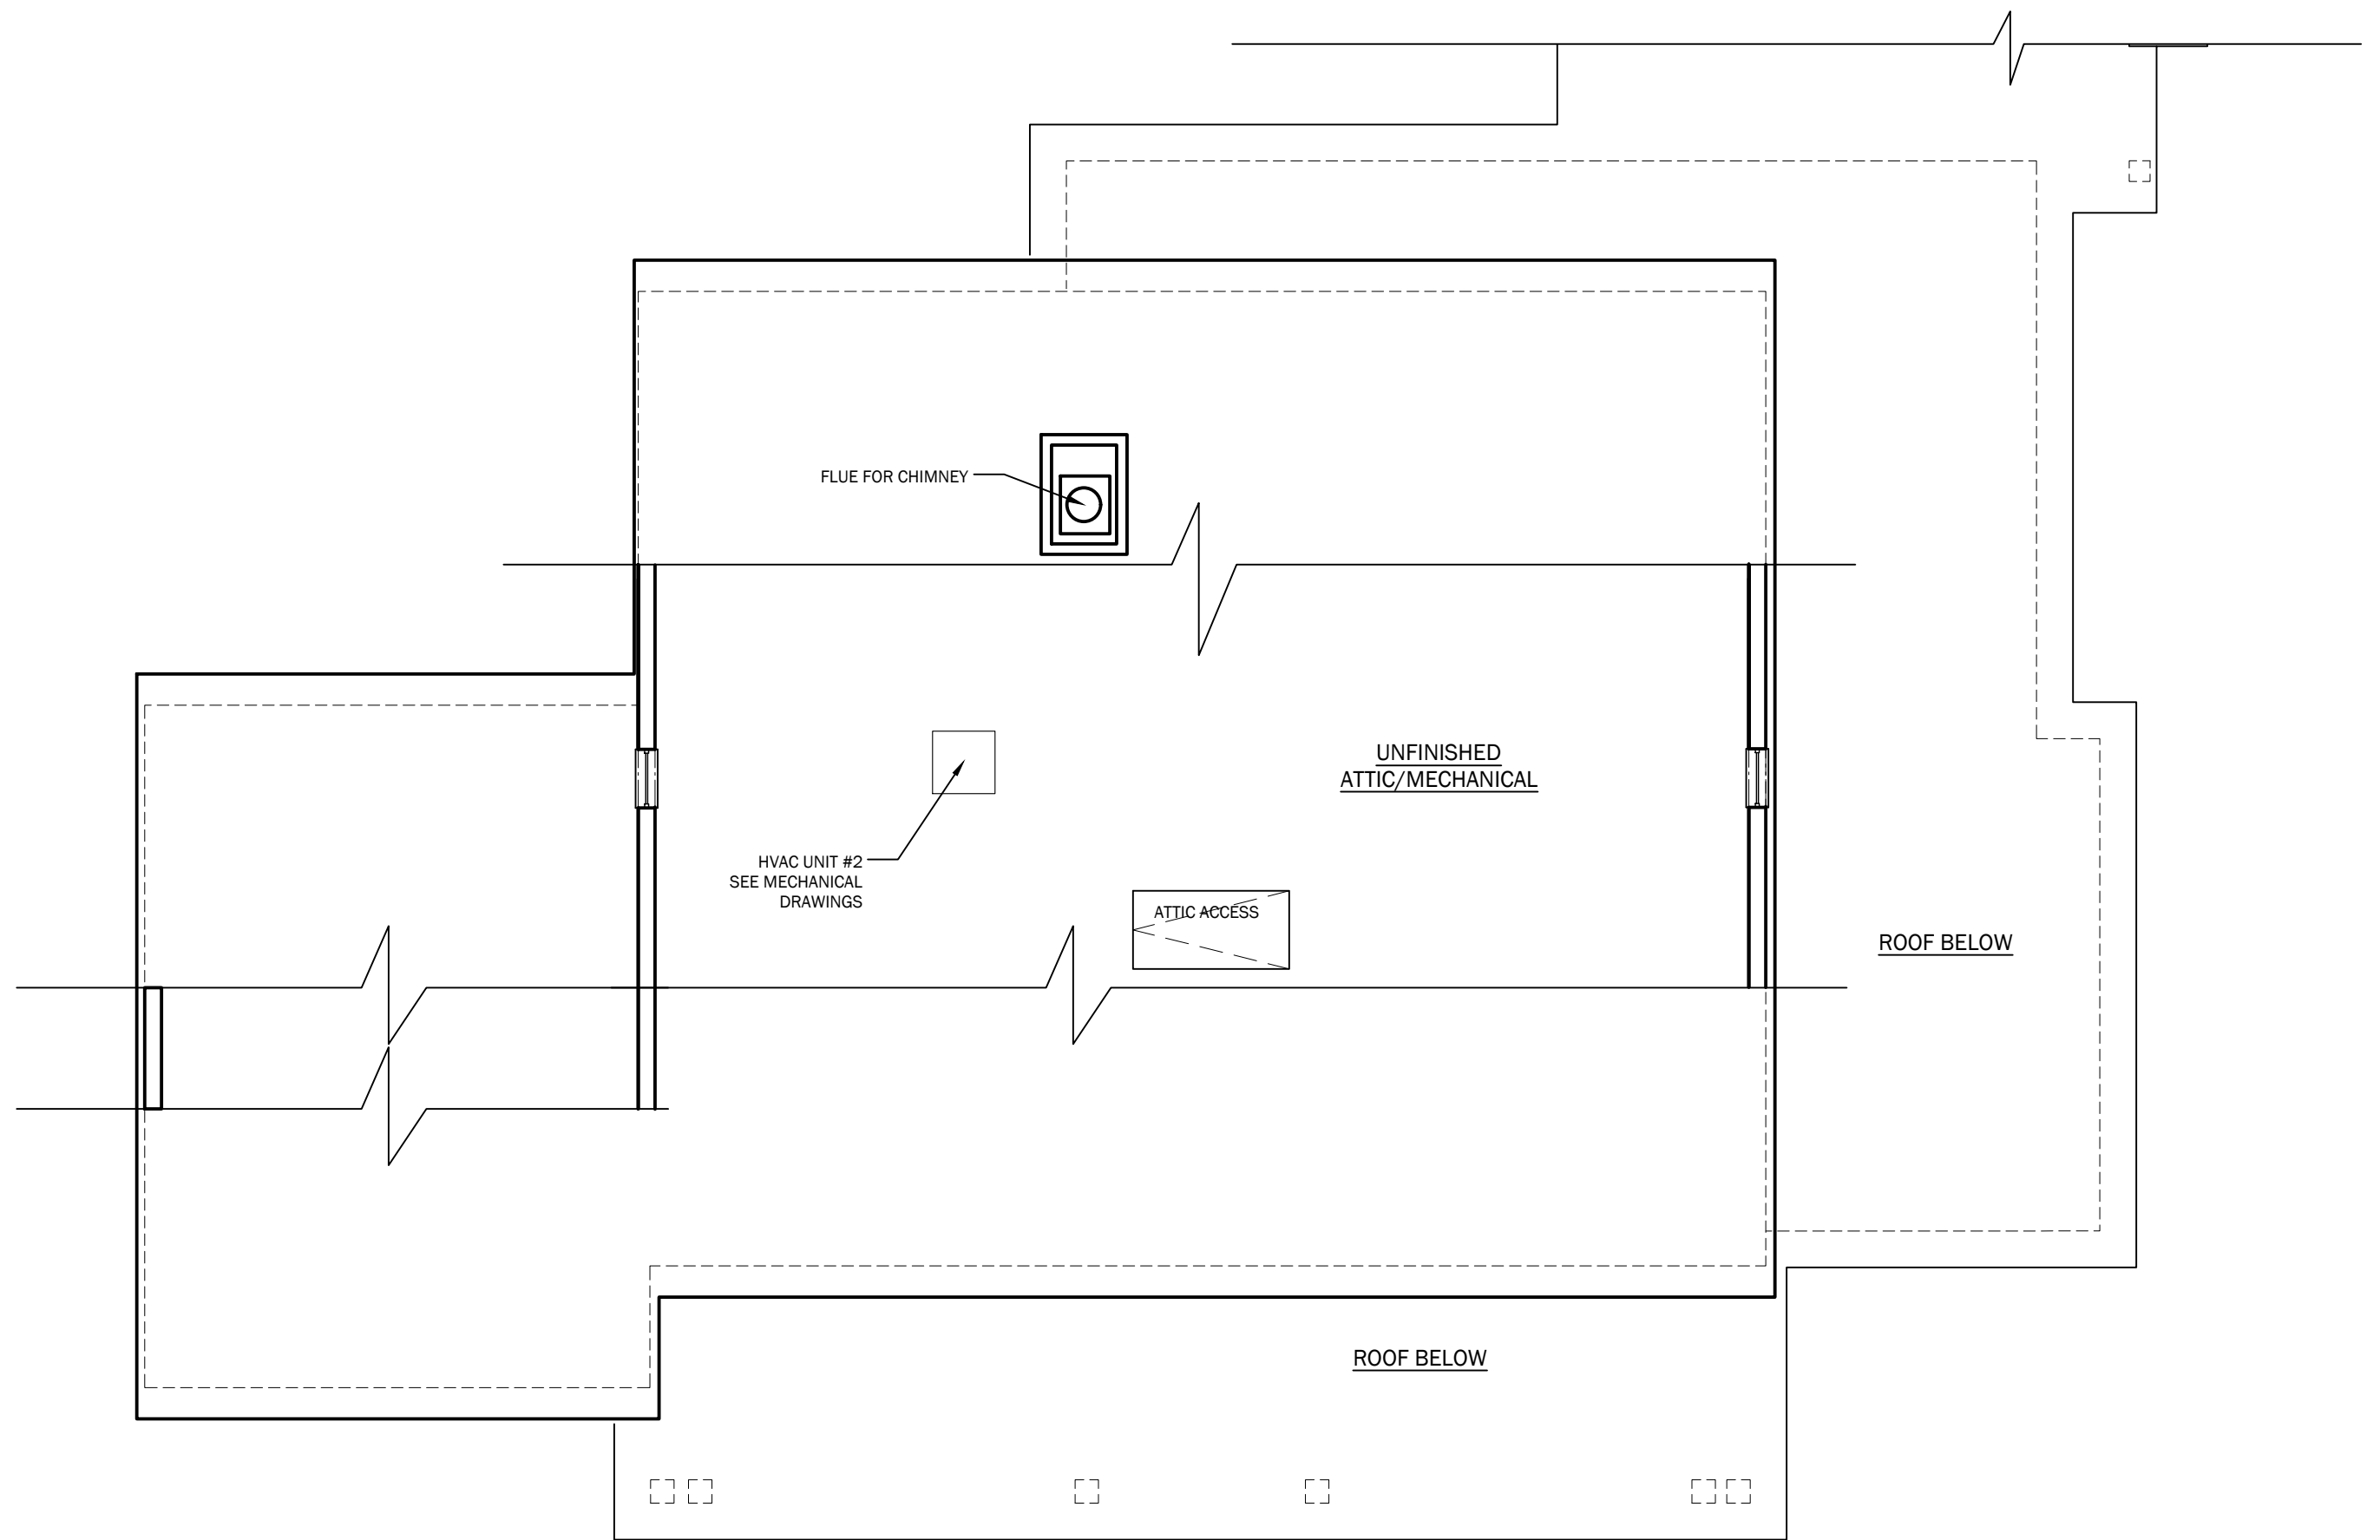 FLUE FOR CHIMNEY
UNFINISHED
ATTIC/MECHANICAL
HVAC UNIT #2
SEE MECHANICAL
DRAWINGS
ATTIC ACCESS
ROOF BELOW
ROOF BELOW